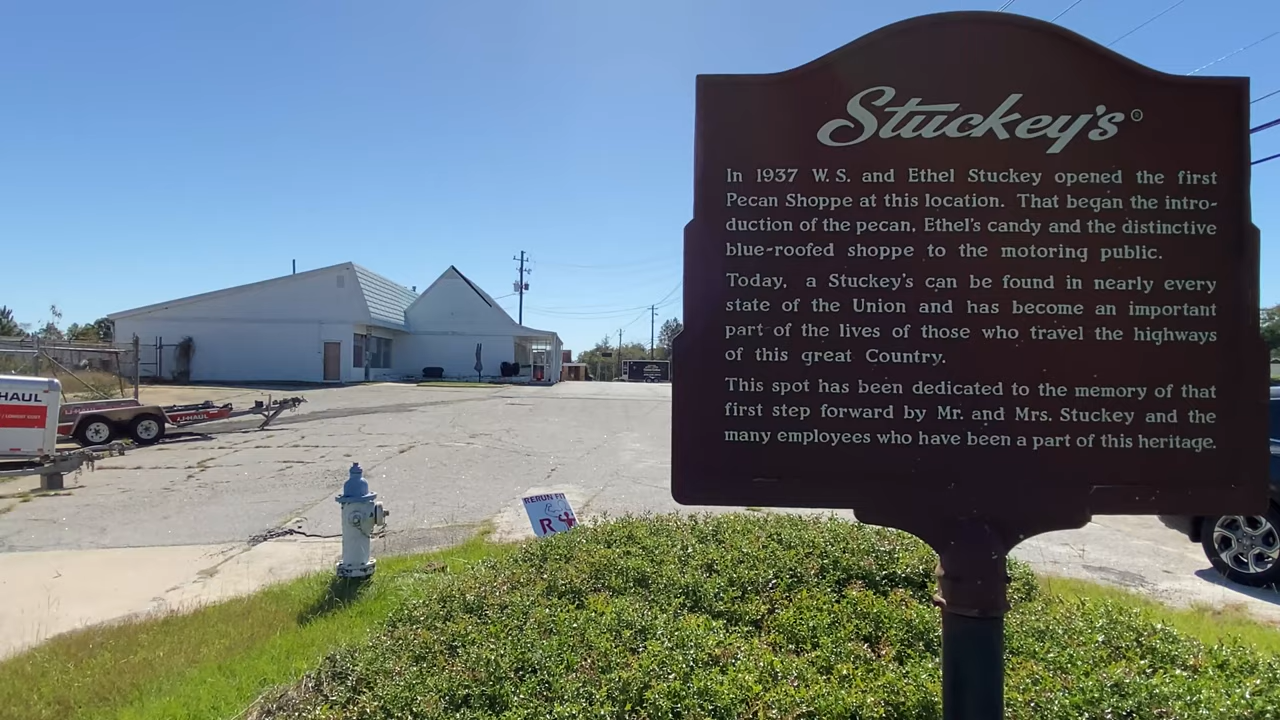 Stuckey's®
In 1937 W. S. and Ethel Stuckey opened the first
Pecan Shoppe at this location. That began the intro-
duction of the pecan, Ethel's candy and the distinctive
blue-roofed shoppe to the motoring public.
Today, a Stuckey's can be found in nearly every
state of the Union and has become an important
part of the lives of those who travel the highways
of this great Country.
This spot has been dedicated to the memory of that
first step forward by Mr. and Mrs. Stuckey and the
many employees who have been a part of this heritage.
HAUL
U-HAUL
RERUN FIT
R